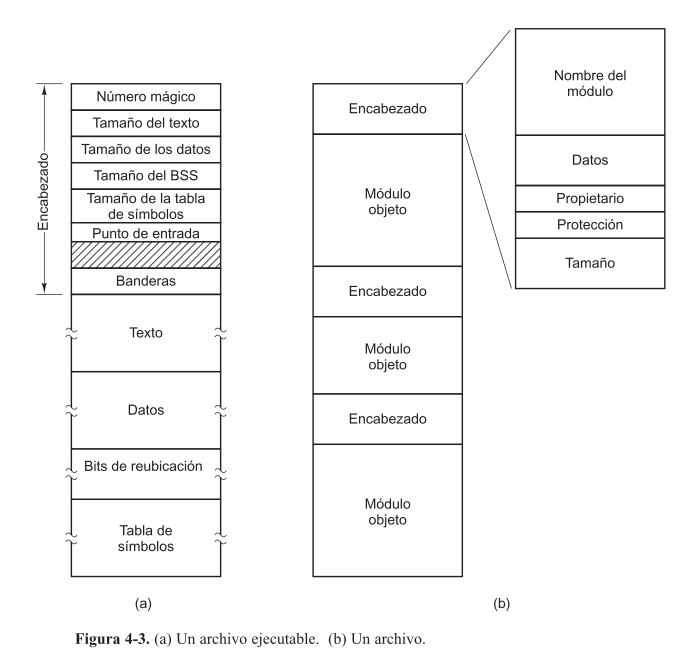 Encabezado
Número mágico
Tamaño del texto
Tamaño de los datos
Tamaño del BSS
Tamaño de la tabla
de símbolos
Punto de entrada
Banderas
Texto
Datos
Bits de reubicación
Tabla de
símbolos
(a)
Encabezado
Módulo
objeto
Encabezado
Módulo
objeto
Encabezado
Módulo
objeto
(b)
Nombre del
módulo
Datos
Propietario
Protección
Tamaño
Figura 4-3. (a) Un archivo ejecutable. (b) Un archivo.